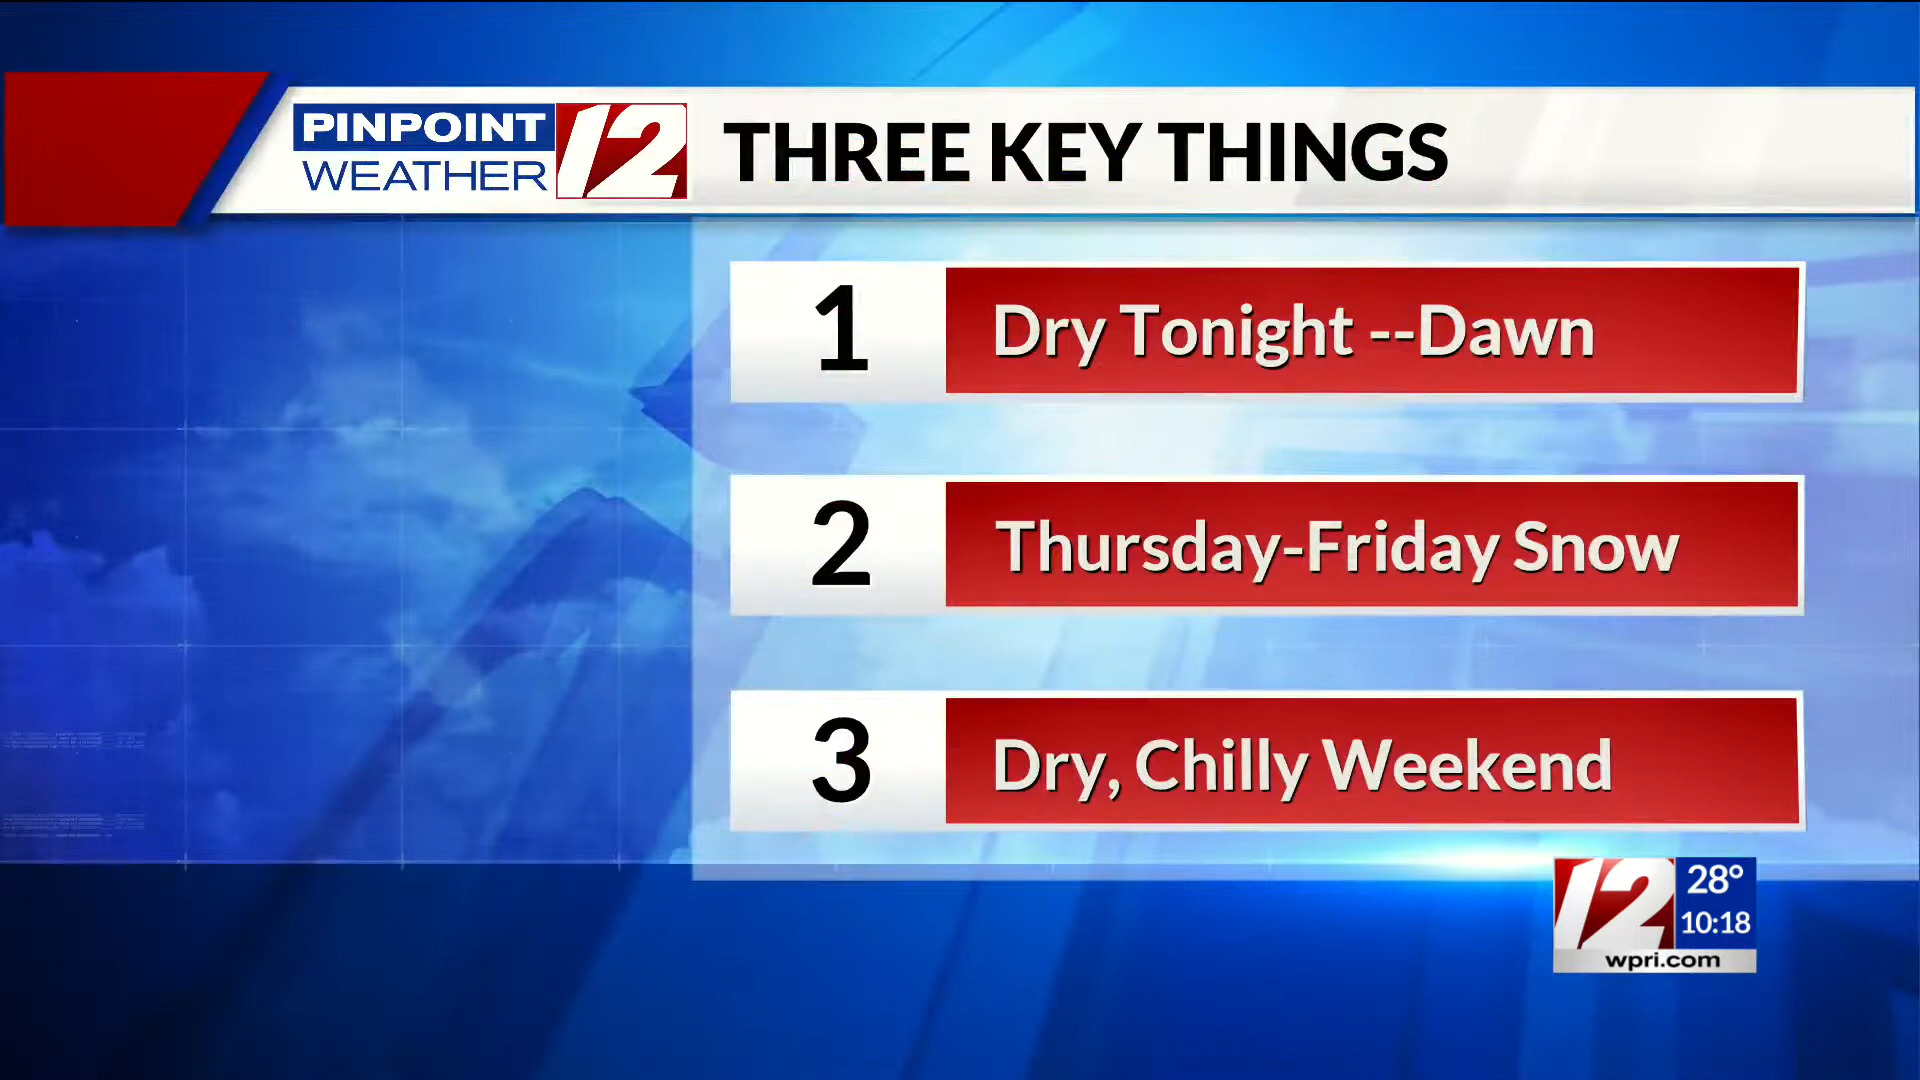 PINPOINT
WEATHER
12
THREE KEY THINGS
1
Dry Tonight --Dawn
2
Thursday-Friday Snow
3
Dry, Chilly Weekend
12
28°
10:18
wpri.com